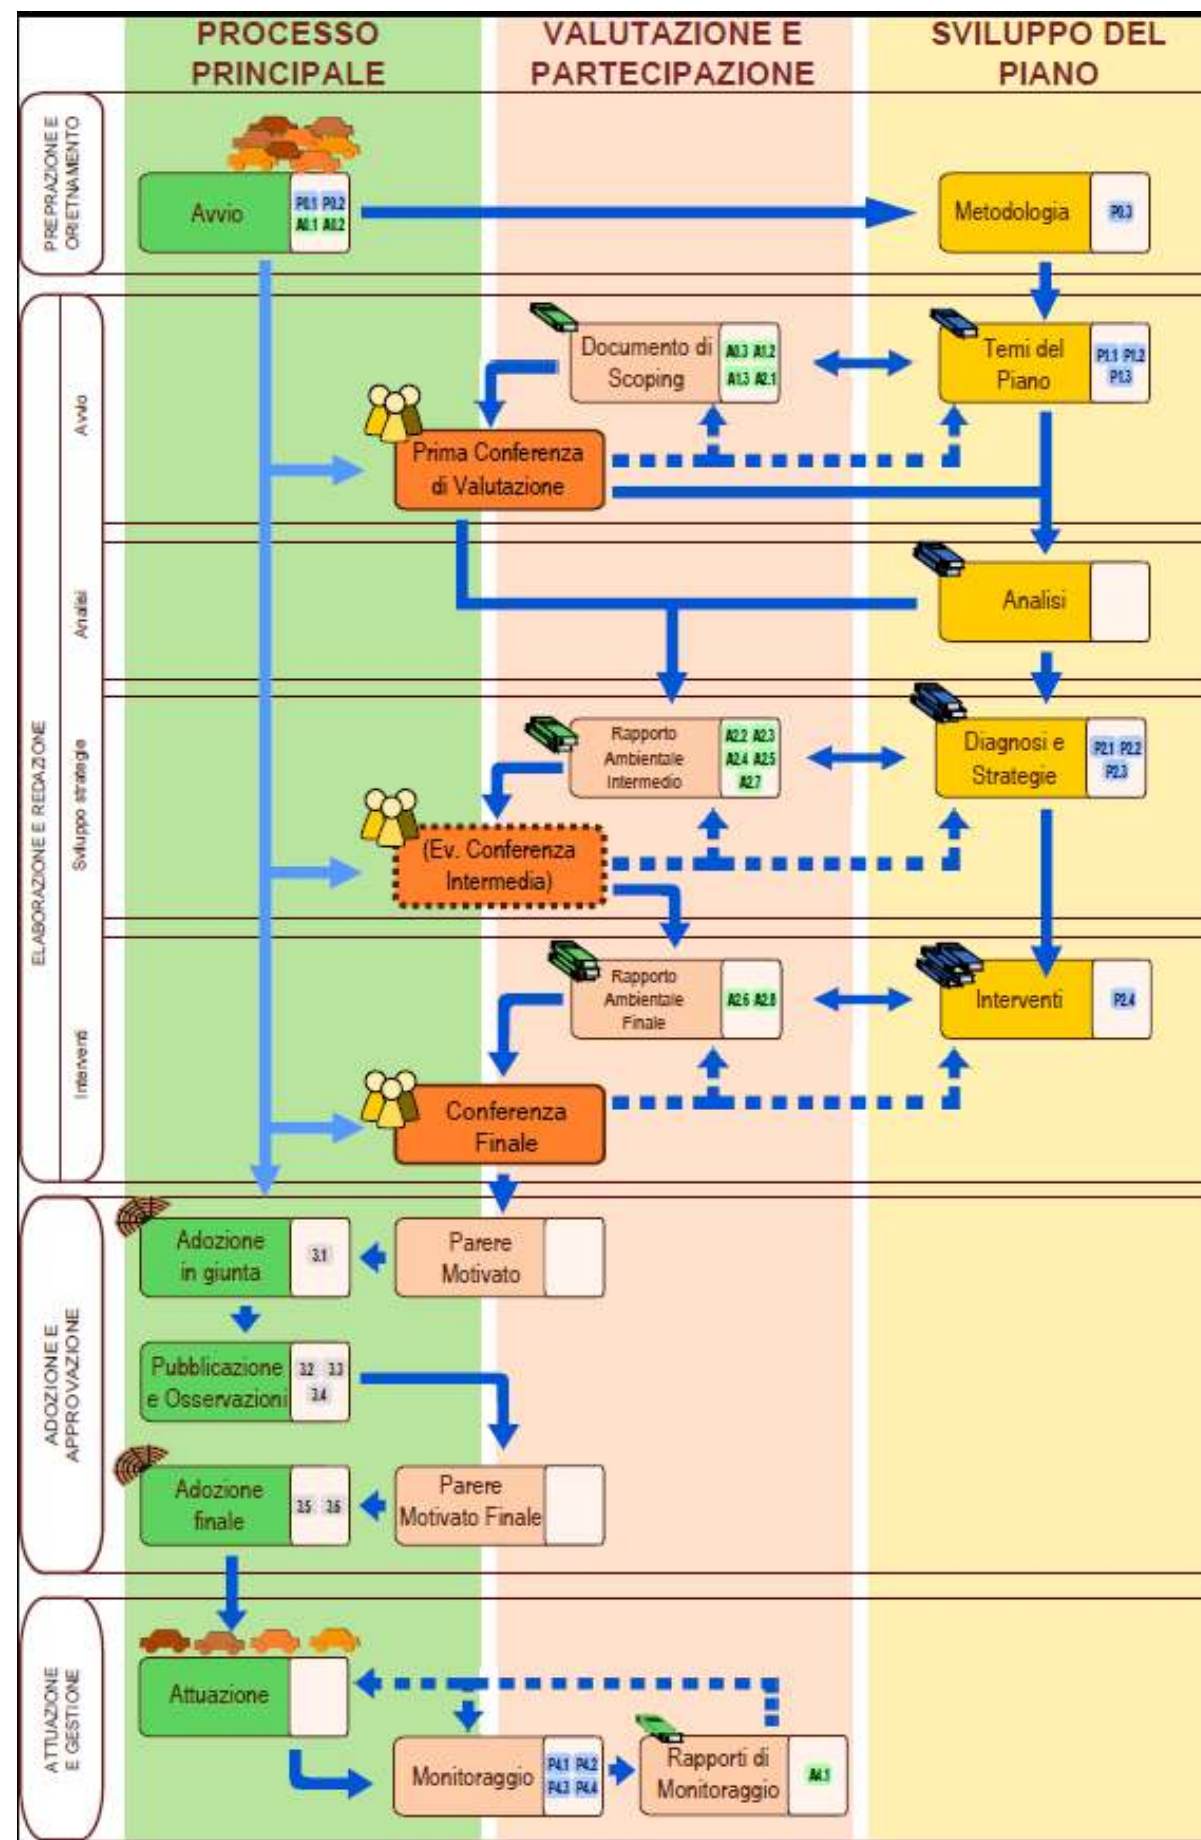 PROCESSO
PRINCIPALE
VALUTAZIONE E
PARTECIPAZIONE
SVILUPPO DEL
PIANO
PREPRAZIONE E
ORIETNAMENTO
Avvio
P0.1 P0.2
A0.1 A0.2
Metodologia
P0.3
ELABORAZIONE E REDAZIONE
Avvio
Documento di
Scoping
A0.3 A1.2
A1.3 A2.1
Temi del
Piano
P1.1 P1.2
P1.3
Prima Conferenza
di Valutazione
Analisi
Analisi
Sviluppo strategie
Rapporto
Ambientale
Intermedio
A2.2 A2.3
A2.4 A2.5
A2.7
Diagnosi e
Strategie
P2.1 P2.2
P2.3
(Ev. Conferenza
Intermedia)
Interventi
Rapporto
Ambientale
Finale
A2.6 A2.8
Interventi
P2.4
Conferenza
Finale
ADOZIONE E
APPROVAZIONE
Adozione
in giunta
3.1
Parere
Motivato
Pubblicazione
e Osservazioni
3.2 3.3
3.4
Adozione
finale
3.5 3.6
Parere
Motivato Finale
ATTUAZIONE
E GESTIONE
Attuazione
Monitoraggio
P4.1 P4.2
P4.3 P4.4
Rapporti di
Monitoraggio
A4.1